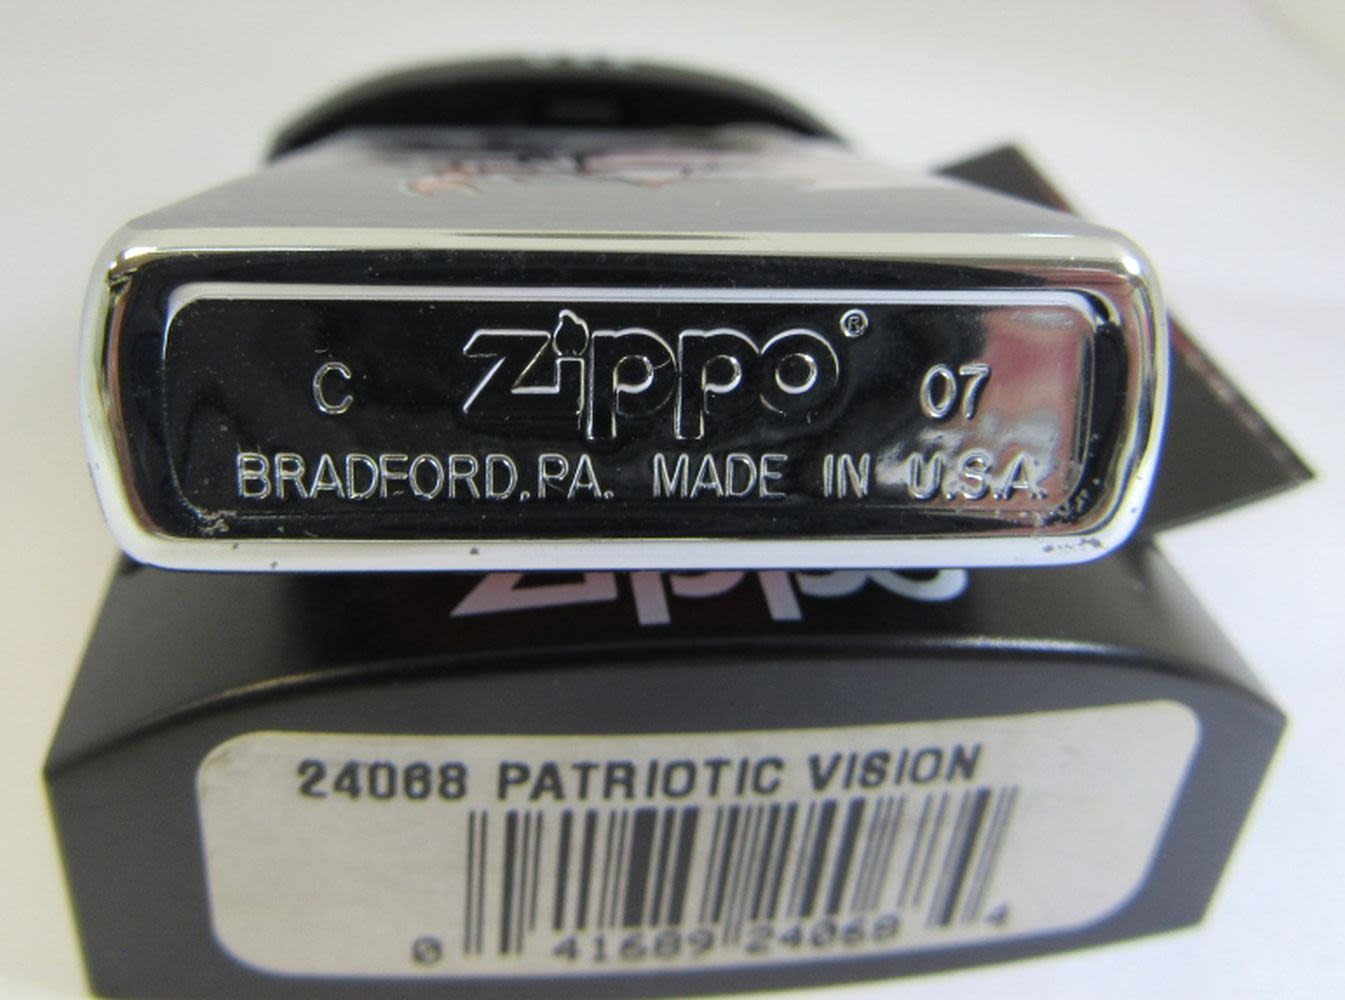 C zippo® 07
BRADFORD,PA. MADE IN U.S.A.
zippo
24068 PATRIOTIC VISION
0 41689 24068 4